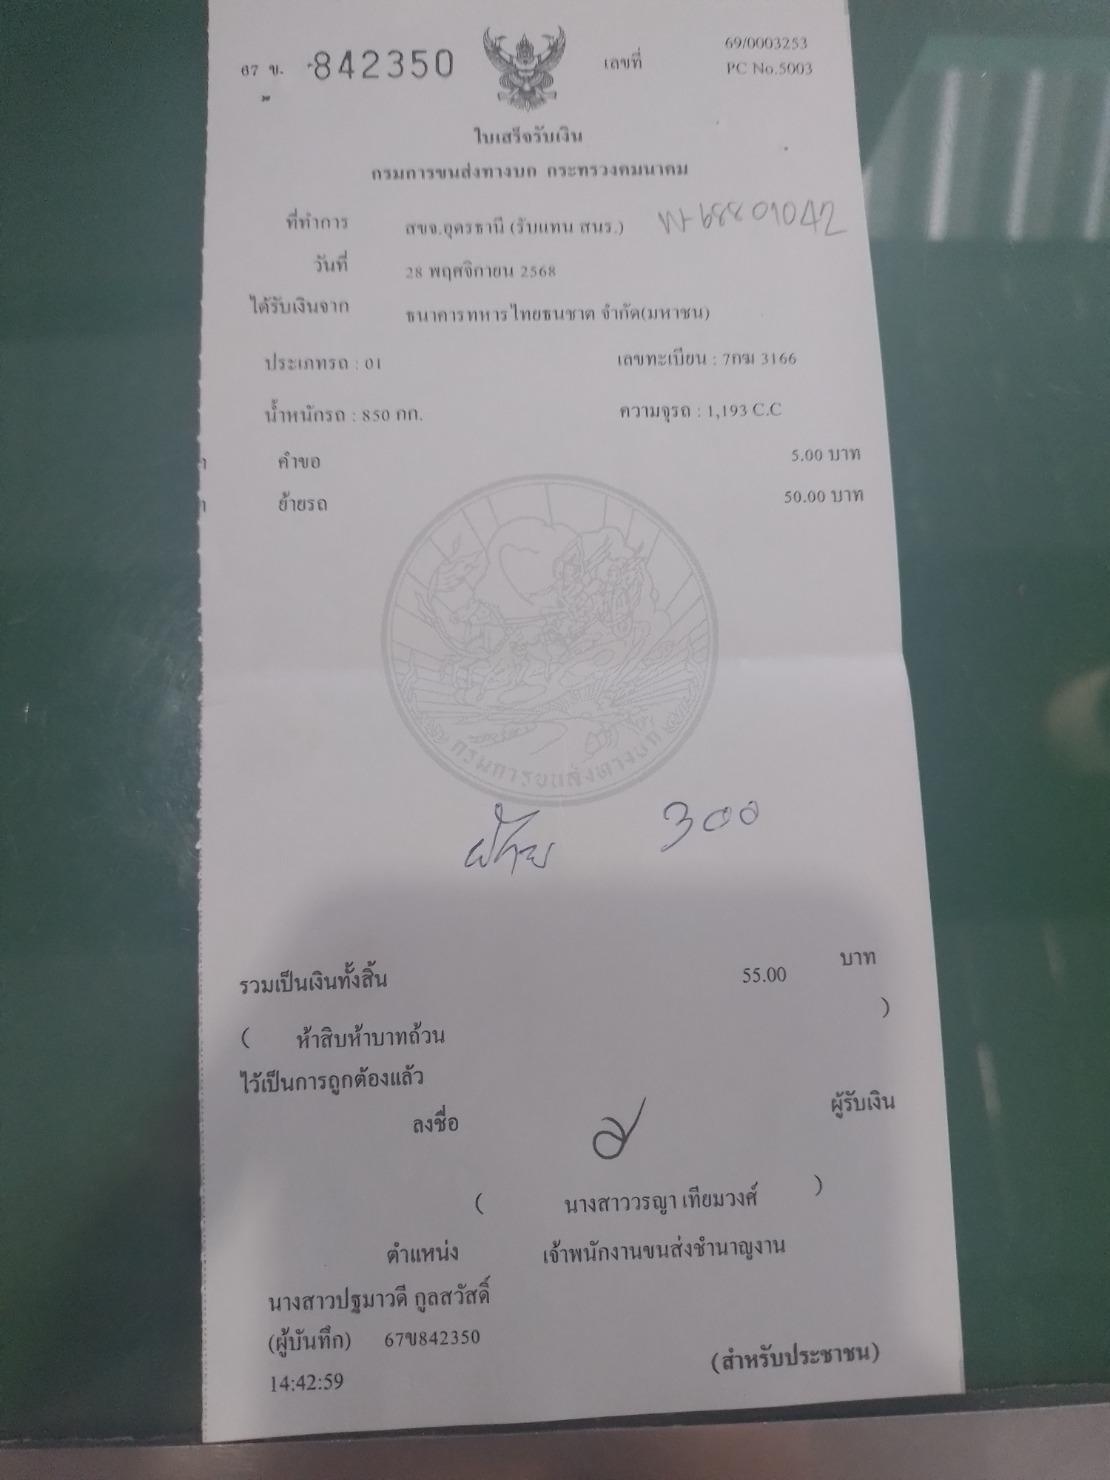 67 ข. 842350
เลขที่ 69/0003253
PC No.5003
ใบเสร็จรับเงิน
กรมการขนส่งทางบก กระทรวงคมนาคม
ที่ทำการ สขจ.อุดรธานี (รับแทน สนร.)
วันที่ 28 พฤศจิกายน 2568
ได้รับเงินจาก ธนาคารทหารไทยธนชาต จำกัด(มหาชน)
ประเภทรถ : 01 เลขทะเบียน : 7กฆ 3166
น้ำหนักรถ : 850 กก. ความจุรถ : 1,193 C.C
คำขอ 5.00 บาท
ย้ายรถ 50.00 บาท
กรมการขนส่งทางบก
300
รวมเป็นเงินทั้งสิ้น 55.00 บาท
( ห้าสิบห้าบาทถ้วน )
ไว้เป็นการถูกต้องแล้ว
ลงชื่อ ผู้รับเงิน
( นางสาววรญา เทียมวงศ์ )
ตำแหน่ง เจ้าพนักงานขนส่งชำนาญงาน
นางสาวปฐมาวดี กูลสวัสดิ์
(ผู้บันทึก) 67ข842350
(สำหรับประชาชน)
14:42:59